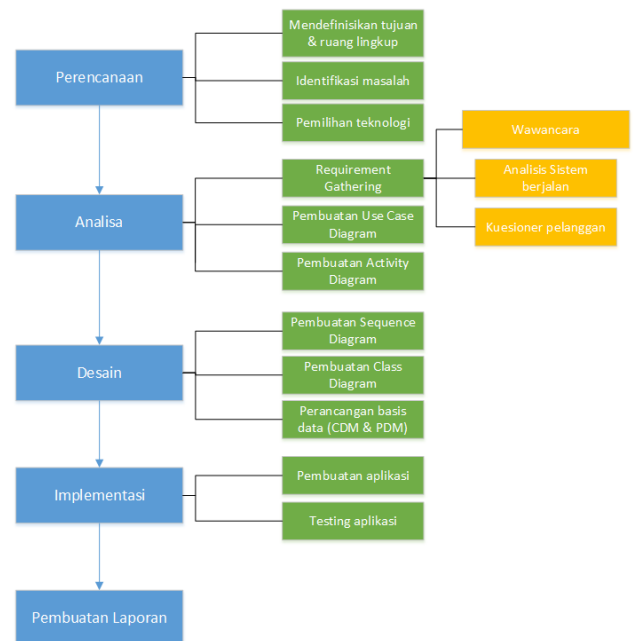 Perencanaan
Mendefinisikan tujuan
& ruang lingkup
Identifikasi masalah
Pemilihan teknologi
Analisa
Requirement
Gathering
Wawancara
Analisis Sistem
berjalan
Kuesioner pelanggan
Pembuatan Use Case
Diagram
Pembuatan Activity
Diagram
Desain
Pembuatan Sequence
Diagram
Pembuatan Class
Diagram
Perancangan basis
data (CDM & PDM)
Implementasi
Pembuatan aplikasi
Testing aplikasi
Pembuatan Laporan